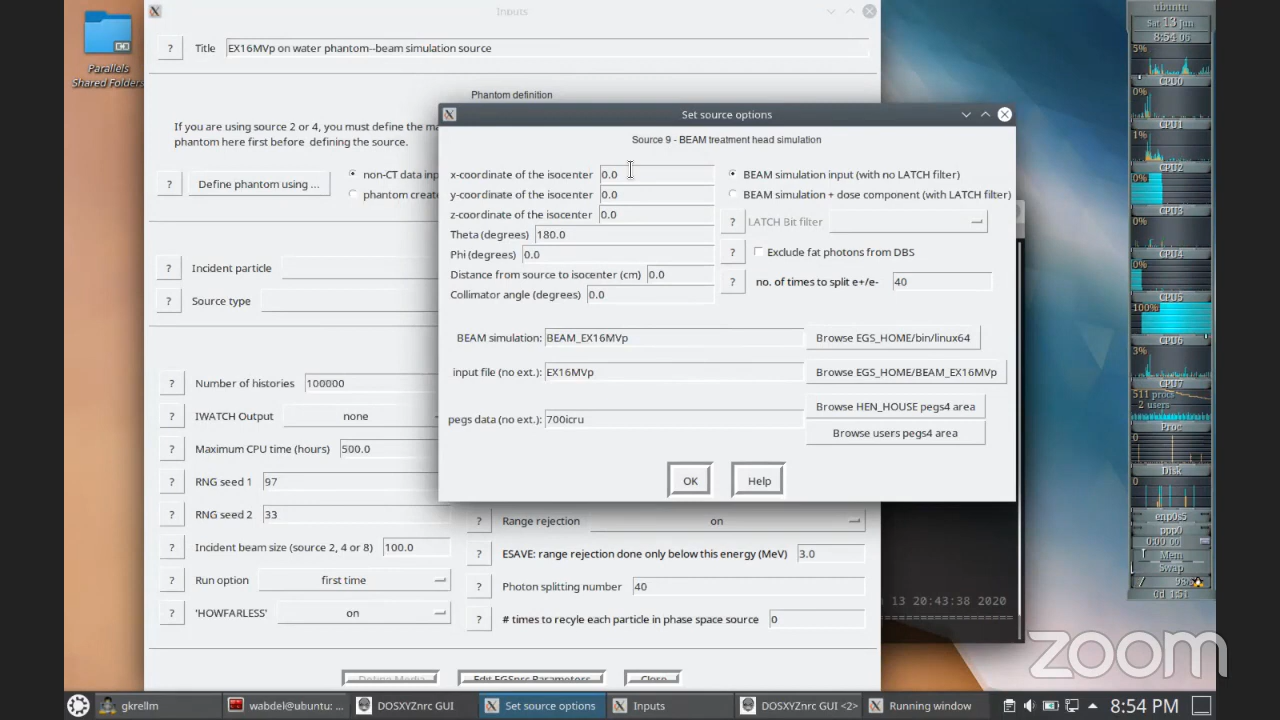 Parallels
Shared Folders
Inputs
? Title EX16MVp on water phantom--beam simulation source
Phantom definition
If you are using source 2 or 4, you must define the
phantom here first before defining the source.
? Define phantom using ... non-CT data
phantom
? Incident particle
? Source type
? Number of histories 100000
? IWATCH Output none
? Maximum CPU time (hours) 500.0
? RNG seed 1 97
? RNG seed 2 33
? Incident beam size (source 2, 4 or 8) 100.0
? Run option first time
? 'HOWFARLESS' on
? Range rejection on
? ESAVE: range rejection done only below this energy (MeV) 3.0
? Photon splitting number 40
? # times to recyle each particle in phase space source 0
Define Media
Edit EGSnrc Parameters
Close
Set source options
Source 9 - BEAM treatment head simulation
x-cordinate of the isocenter 0.0
y-coordinate of the isocenter 0.0
z-coordinate of the isocenter 0.0
Theta (degrees) 180.0
Phi (degrees) 0.0
Distance from source to isocenter (cm) 0.0
Collimator angle (degrees) 0.0
BEAM simulation input (with no LATCH filter)
BEAM simulation + dose component (with LATCH filter)
? LATCH Bit filter
? Exclude fat photons from DBS
? no. of times to split e+/e- 40
BEAM simulation: BEAM_EX16MVp Browse EGS_HOME/bin/linux64
input file (no ext.): EX16MVp Browse EGS_HOME/BEAM_EX16MVp
pegs data (no ext.): 700icru Browse HEN_HOUSE pegs4 area
Browse users pegs4 area
OK
Help
13 20:43:38 2020
ubuntu
Sat 13 Jun
8:54 06
5%
CPU0
0%
CPU1
1%
CPU2
0%
CPU3
0%
CPU4
0%
CPU5
100%
CPU6
3%
CPU7
511 procs
2 users
Proc
0
Disk
0
enp0s5
ppp0
0:00 00
Mem
Swap
0d 1:51
zoom
gkrellm
wabdel@ubuntu: ...
DOSXYZnrc GUI
Set source options
Inputs
DOSXYZnrc GUI <2>
Running window
8:54 PM